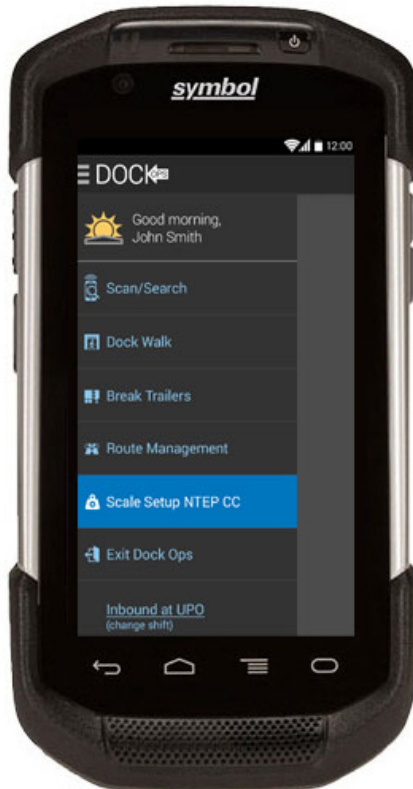 symbol
12:00
DOCK OPS
Good morning,
John Smith
Scan/Search
Dock Walk
Break Trailers
Route Management
Scale Setup NTEP CC
Exit Dock Ops
Inbound at UPO
(change shift)